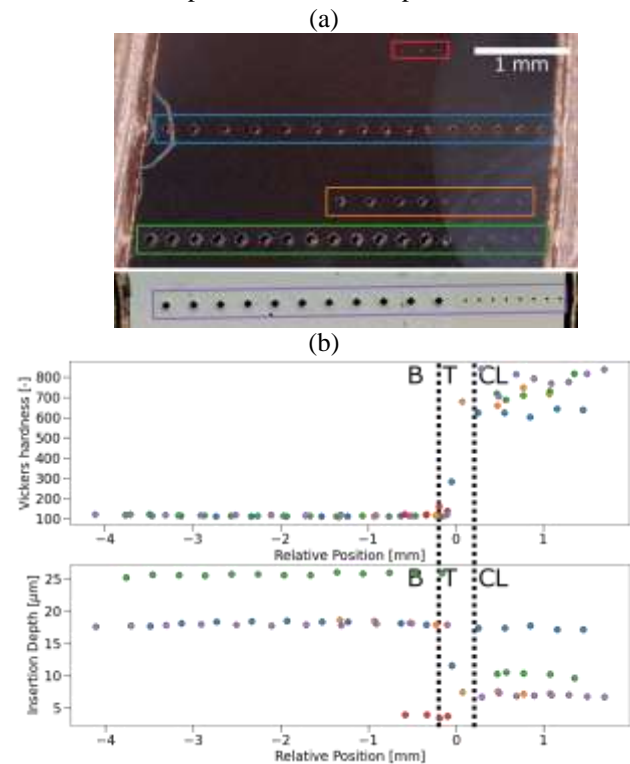 (a)
1 mm
(b)
Vickers hardness [-]
800
700
600
500
400
300
200
100
B T CL
−4 −3 −2 −1 0 1
Relative Position [mm]
Insertion Depth [μm]
25
20
15
10
5
B T CL
−4 −3 −2 −1 0 1
Relative Position [mm]